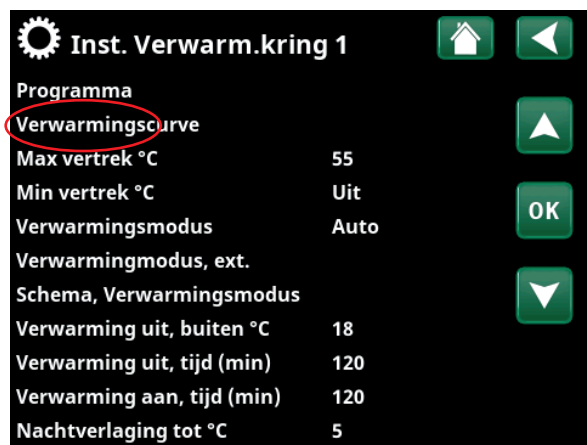 Inst. Verwarm.kring 1
Programma
Verwarmingscurve
Max vertrek °C 55
Min vertrek °C Uit
Verwarmingsmodus Auto
OK
Verwarmingmodus, ext.
Schema, Verwarmingsmodus
Verwarming uit, buiten °C 18
Verwarming uit, tijd (min) 120
Verwarming aan, tijd (min) 120
Nachtverlaging tot °C 5